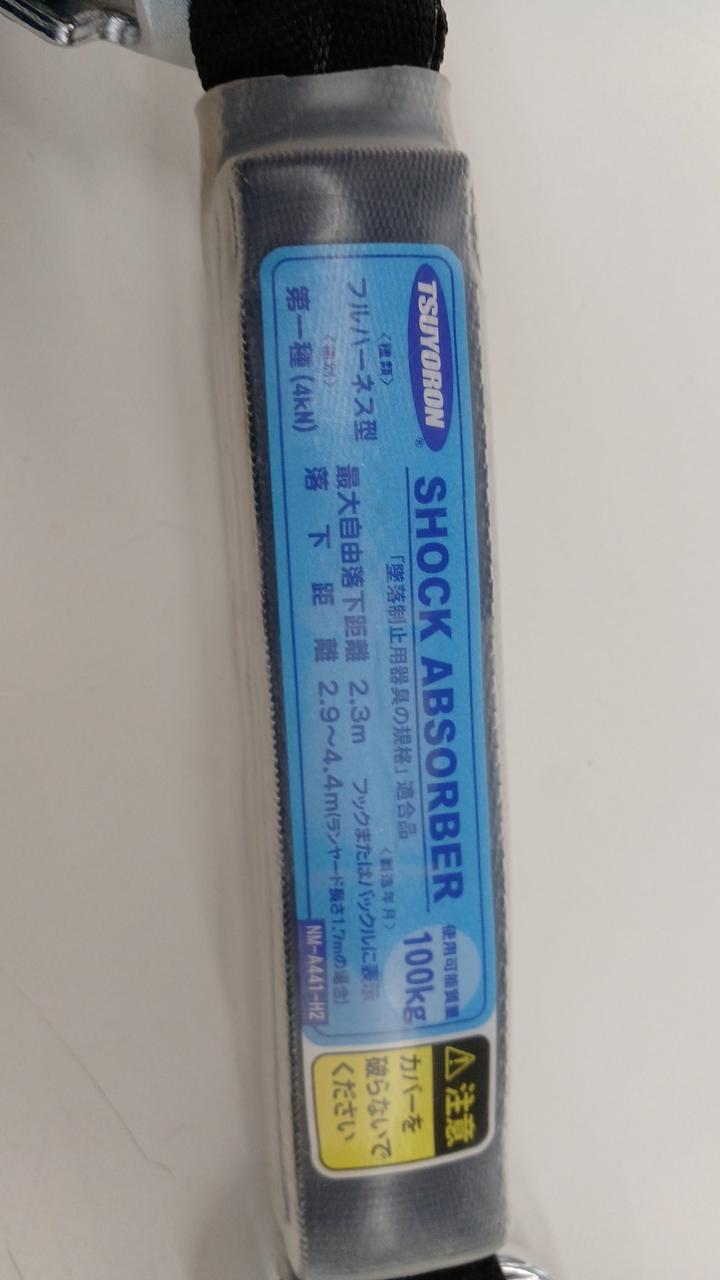 TSUYORON®
SHOCK ABSORBER
「墜落制止用器具の規格」適合品
使用可能質量
100kg
〈種類〉
フルハーネス型
〈種別〉
第一種(4kN)
最大自由落下距離 2.3m
落下距離 2.9〜4.4m(ランヤード長さ1.7mの場合)
〈製造年月〉
フックまたはバックルに表示
NM-A441-H2
⚠注意
カバーを
破らないで
ください